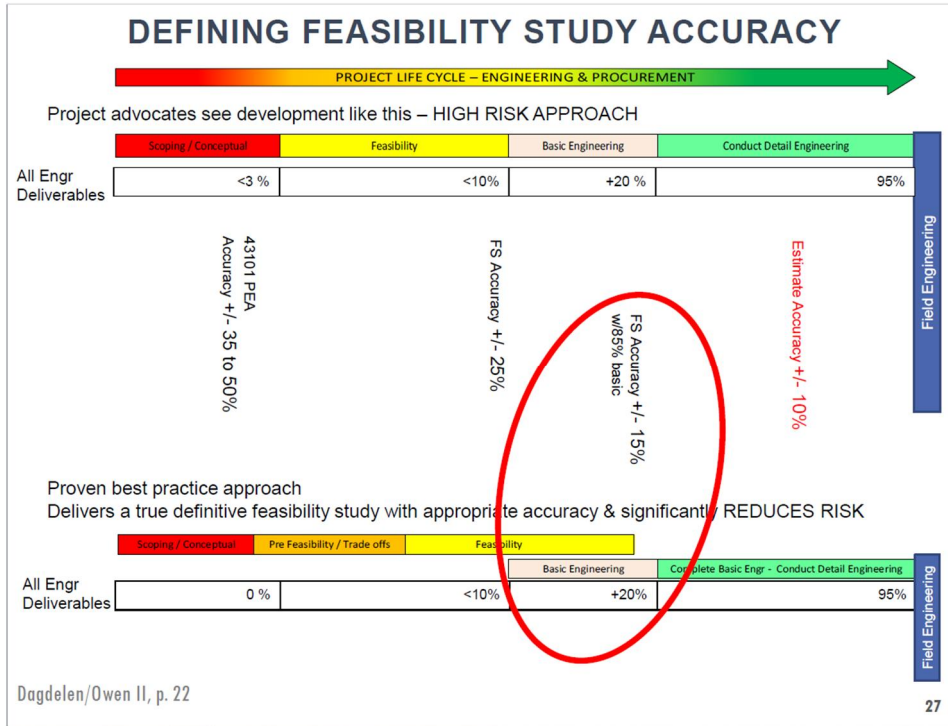 DEFINING FEASIBILITY STUDY ACCURACY
PROJECT LIFE CYCLE – ENGINEERING & PROCUREMENT
Project advocates see development like this – HIGH RISK APPROACH
Scoping / Conceptual
Feasibility
Basic Engineering
Conduct Detail Engineering
All Engr
Deliverables
<3 %
<10%
+20 %
95%
Field Engineering
43101 PEA
Accuracy +/- 35 to 50%
FS Accuracy +/- 25%
FS Accuracy +/- 15%
w/85% basic
Estimate Accuracy +/- 10%
Proven best practice approach
Delivers a true definitive feasibility study with appropriate accuracy & significantly REDUCES RISK
Scoping / Conceptual
Pre Feasibility / Trade offs
Feasibility
Basic Engineering
Complete Basic Engr - Conduct Detail Engineering
All Engr
Deliverables
0 %
<10%
+20%
95%
Field Engineering
Dagdelen/Owen II, p. 22
27